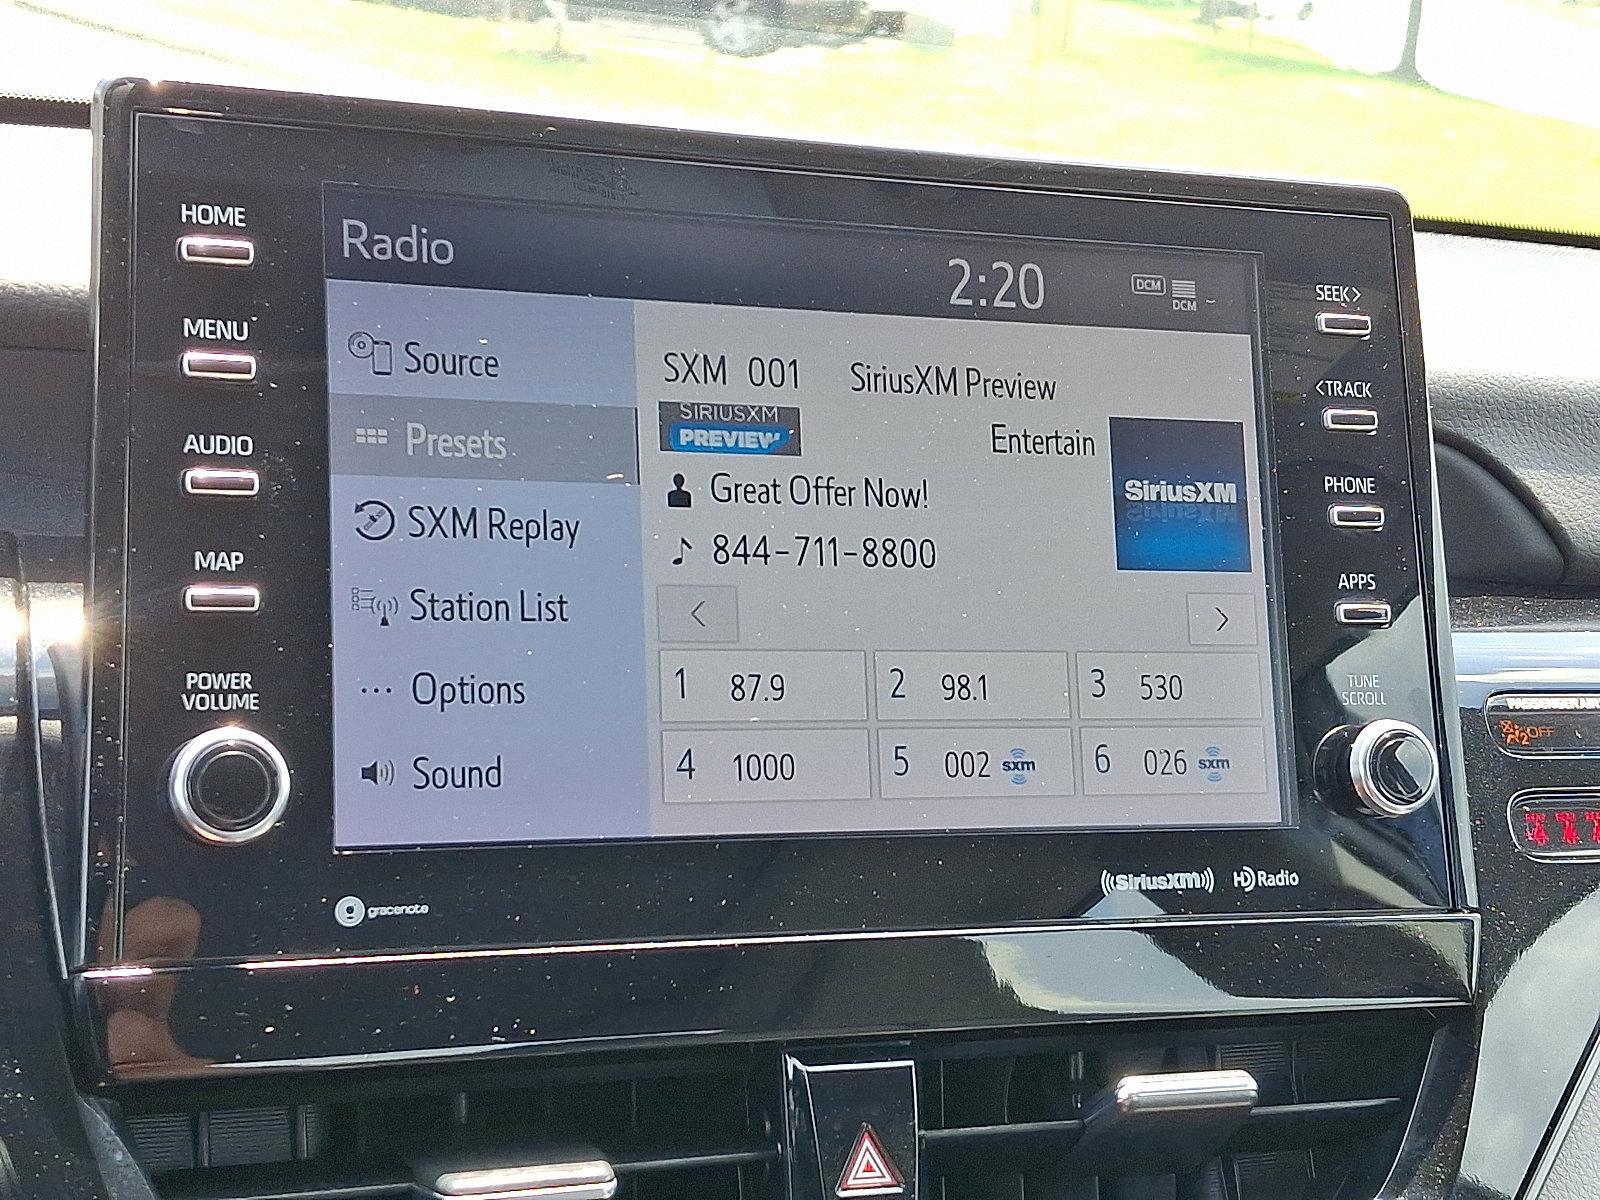 HOME
MENU
AUDIO
MAP
POWER
VOLUME
Radio
2:20
DCM
DCM
Source
Presets
SXM Replay
Station List
Options
Sound
SXM 001 SiriusXM Preview
SIRIUSXM
PREVIEW
Entertain
SiriusXM
Great Offer Now!
844-711-8800
<
>
1 87.9
2 98.1
3 530
4 1000
5 002 sxm
6 026 sxm
SEEK>
<TRACK
PHONE
APPS
TUNE
SCROLL
gracenote
((SiriusXM))
HD Radio
OFF